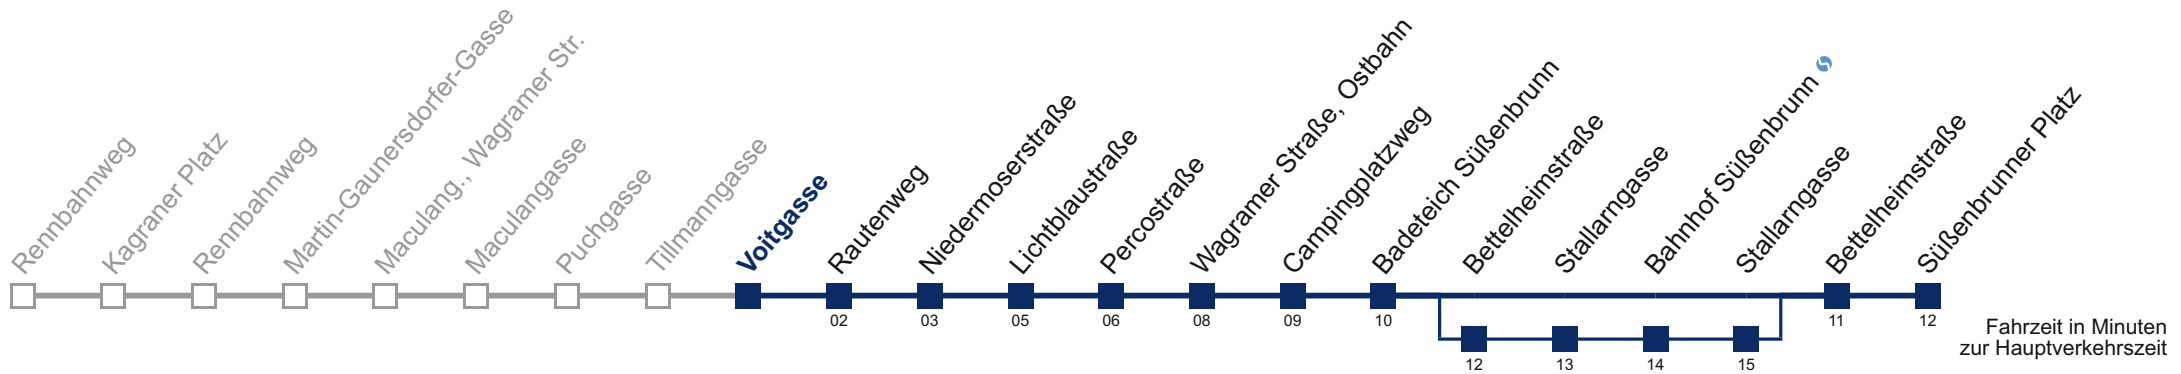 Rennbahnweg
Kagraner Platz
Rennbahnweg
Martin-Gaunersdorfer-Gasse
Maculang., Wagramer Str.
Maculangasse
Puchgasse
Tillmanngasse
Voitgasse
Rautenweg
Niedermoserstraße
Lichtblaustraße
Percostraße
Wagramer Straße, Ostbahn
Campingplatzweg
Badeteich Süßenbrunn
Bettelheimstraße
Stallarngasse
Bahnhof Süßenbrunn
Stallarngasse
Bettelheimstraße
Süßenbrunner Platz
02 03 05 06 08 09 10 11 12
12 13 14 15
Fahrzeit in Minuten
zur Hauptverkehrszeit